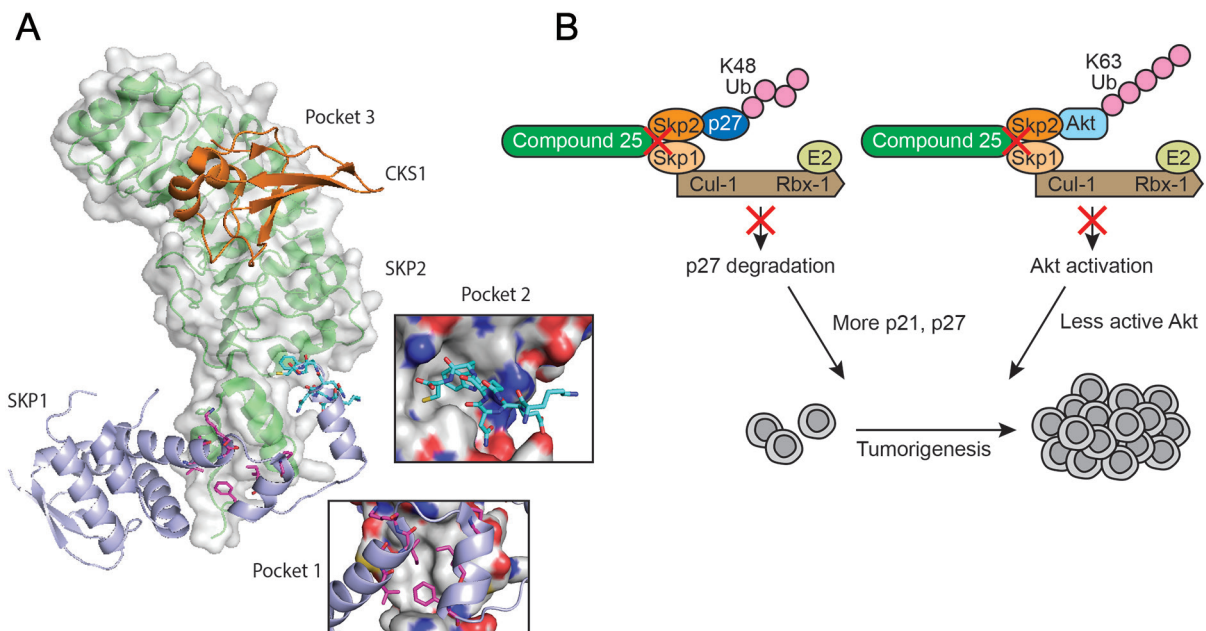 A
Pocket 3
CKS1
SKP2
Pocket 2
SKP1
Pocket 1
B
K48
Ub
Compound 25
Skp2
p27
Skp1
E2
Cul-1
Rbx-1
p27 degradation
More p21, p27
K63
Ub
Compound 25
Skp2
Akt
Skp1
E2
Cul-1
Rbx-1
Akt activation
Less active Akt
Tumorigenesis